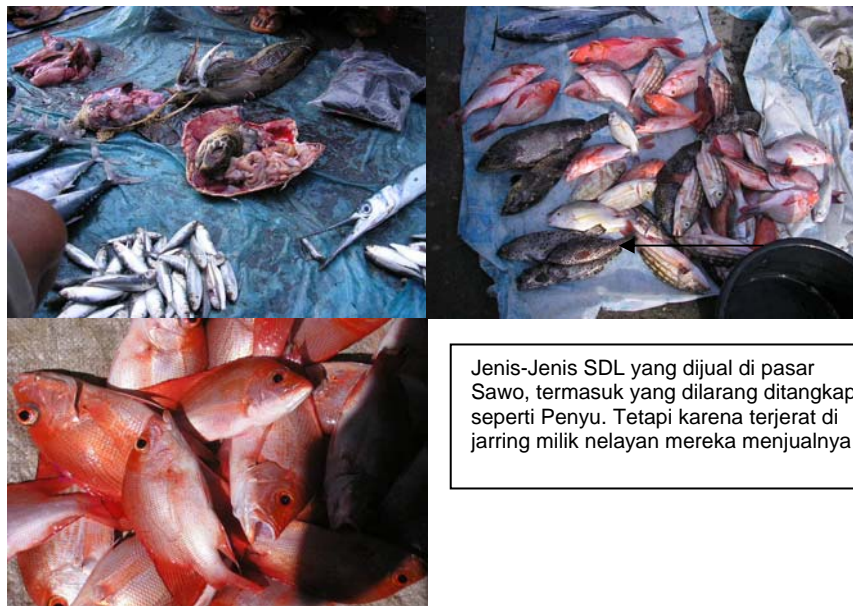 Jenis-Jenis SDL yang dijual di pasar
Sawo, termasuk yang dilarang ditangkap
seperti Penyu. Tetapi karena terjerat di
jarring milik nelayan mereka menjualnya